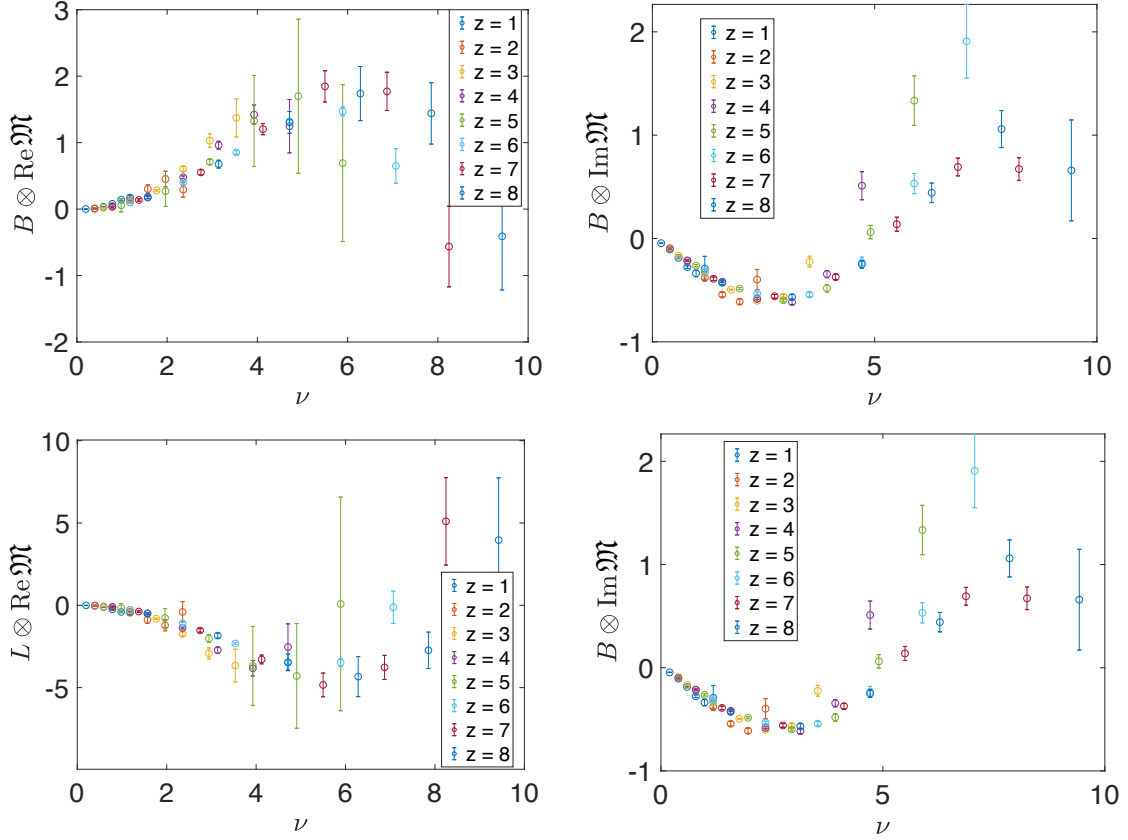 3
2
1
0
-1
-2
0
2
4
6
8
10
B ⊗ Re𝔐
ν
z = 1
z = 2
z = 3
z = 4
z = 5
z = 6
z = 7
z = 8
2
1
0
-1
0
5
10
B ⊗ Im𝔐
ν
z = 1
z = 2
z = 3
z = 4
z = 5
z = 6
z = 7
z = 8
10
5
0
-5
0
2
4
6
8
10
L ⊗ Re𝔐
ν
z = 1
z = 2
z = 3
z = 4
z = 5
z = 6
z = 7
z = 8
2
1
0
-1
0
5
10
B ⊗ Im𝔐
ν
z = 1
z = 2
z = 3
z = 4
z = 5
z = 6
z = 7
z = 8